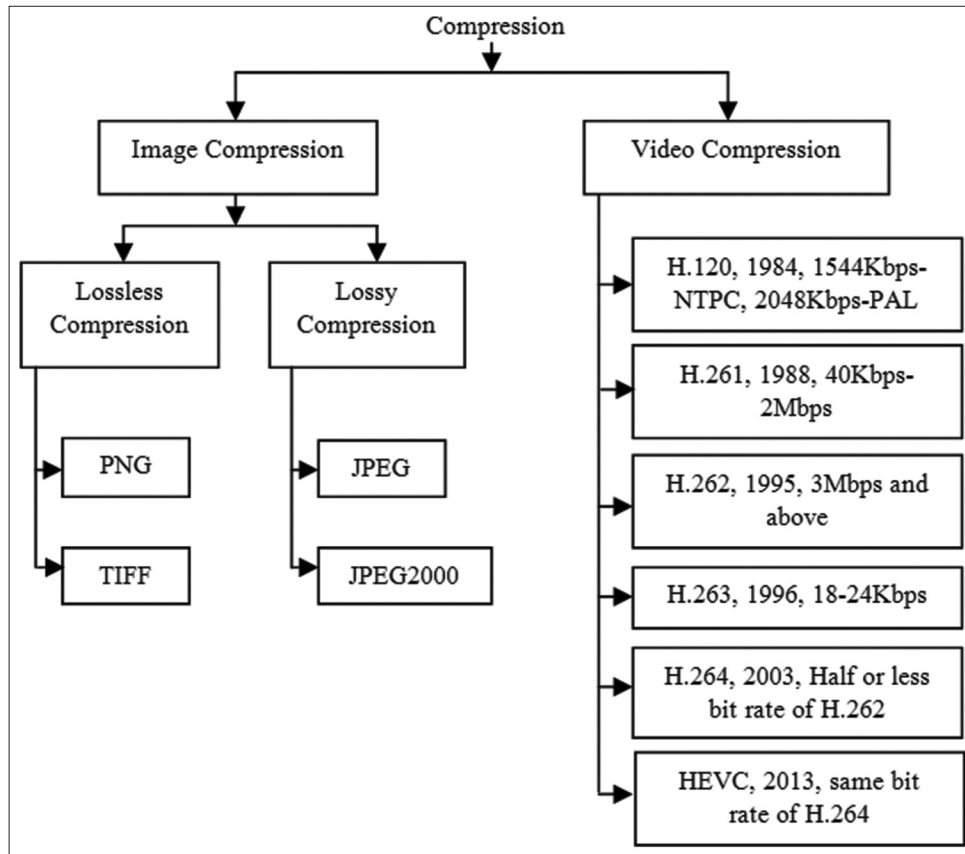 Compression
Image Compression
Video Compression
Lossless
Compression
Lossy
Compression
PNG
TIFF
JPEG
JPEG2000
H.120, 1984, 1544Kbps-
NTPC, 2048Kbps-PAL
H.261, 1988, 40Kbps-
2Mbps
H.262, 1995, 3Mbps and
above
H.263, 1996, 18-24Kbps
H.264, 2003, Half or less
bit rate of H.262
HEVC, 2013, same bit
rate of H.264